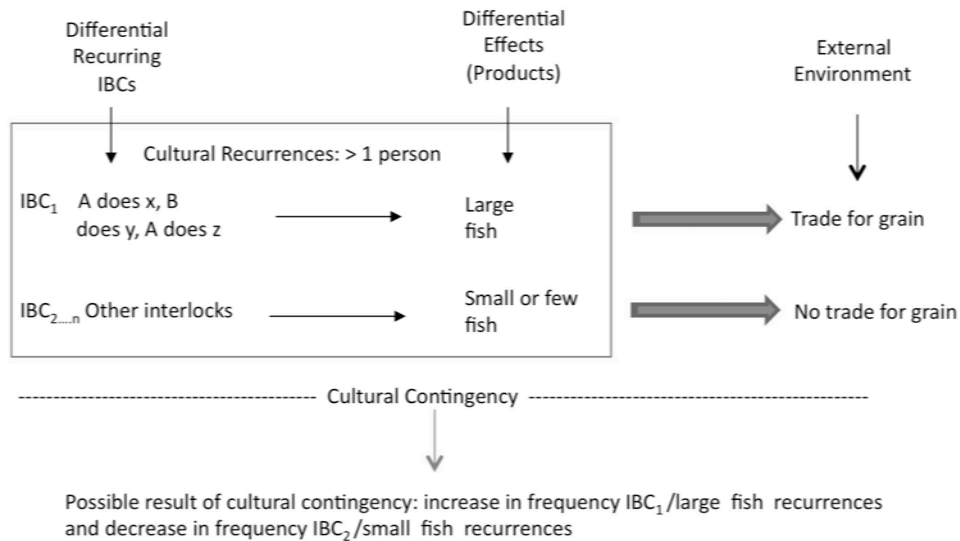 Differential
Recurring
IBCs
Differential
Effects
(Products)
External
Environment
Cultural Recurrences: > 1 person
IBC₁ A does x, B
does y, A does z
Large
fish
Trade for grain
IBC₂....ₙ Other interlocks
Small or few
fish
No trade for grain
Cultural Contingency
Possible result of cultural contingency: increase in frequency IBC₁/large fish recurrences
and decrease in frequency IBC₂/small fish recurrences